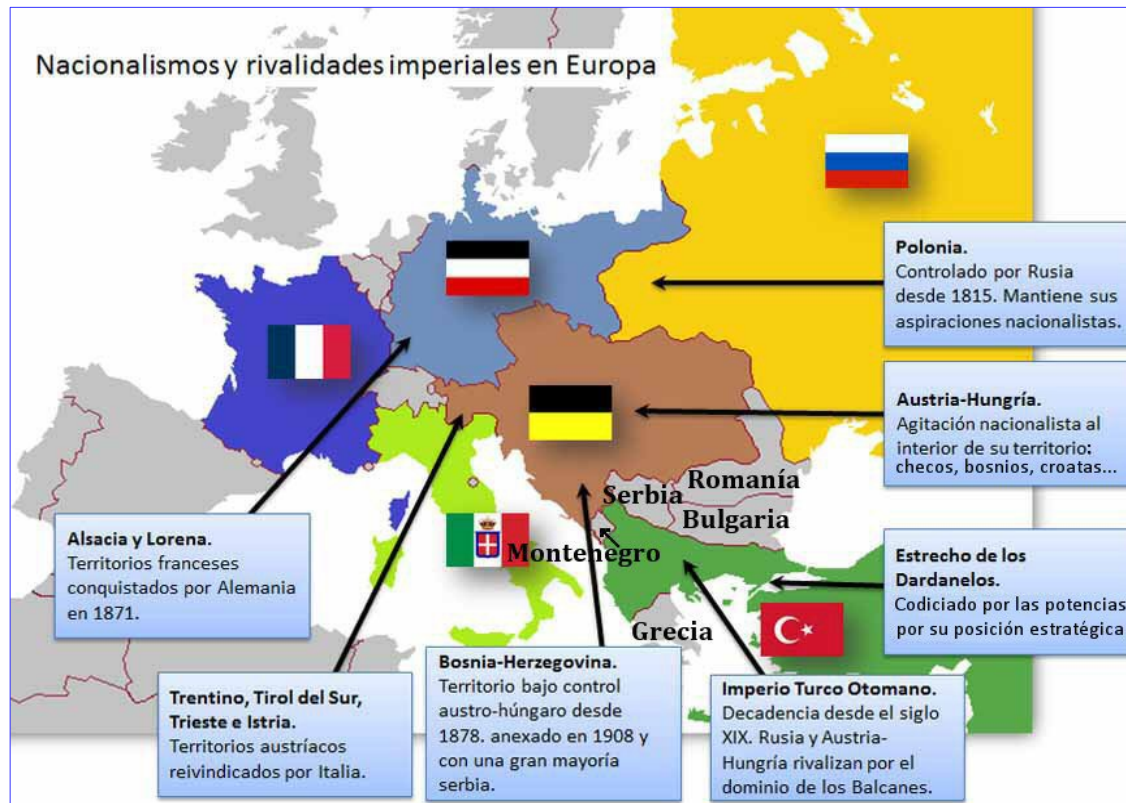 Nacionalismos y rivalidades imperiales en Europa
Polonia.
Controlado por Rusia
desde 1815. Mantiene sus
aspiraciones nacionalistas.
Austria-Hungría.
Agitación nacionalista al
interior de su territorio:
checos, bosnios, croatas...
Serbia
Romanía
Bulgaria
Montenegro
Grecia
Alsacia y Lorena.
Territorios franceses
conquistados por Alemania
en 1871.
Estrecho de los
Dardanelos.
Codiciado por las potencias
por su posición estratégica
Trentino, Tirol del Sur,
Trieste e Istria.
Territorios austríacos
reivindicados por Italia.
Bosnia-Herzegovina.
Territorio bajo control
austro-húngaro desde
1878. anexado en 1908 y
con una gran mayoría
serbia.
Imperio Turco Otomano.
Decadencia desde el siglo
XIX. Rusia y Austria-
Hungría rivalizan por el
dominio de los Balcanes.